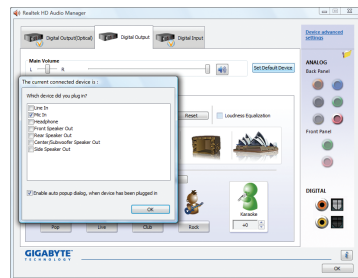 Realtek HD Audio Manager
Digital Output(Optical)
Digital Output
Digital Input
Device advanced
settings
Main Volume
L
R
Set Default Device
ANALOG
Back Panel
The current connected device is :
Which device did you plug in?
Line In
Mic In
Headphone
Front Speaker Out
Rear Speaker Out
Center/Subwoofer Speaker Out
Side Speaker Out
Enable auto popup dialog, when device has been plugged in
OK
Reset
Loudness Equalization
Front Panel
Karaoke
+0
Pop
Live
Club
Rock
DIGITAL
GIGABYTE
TECHNOLOGY
i
OK